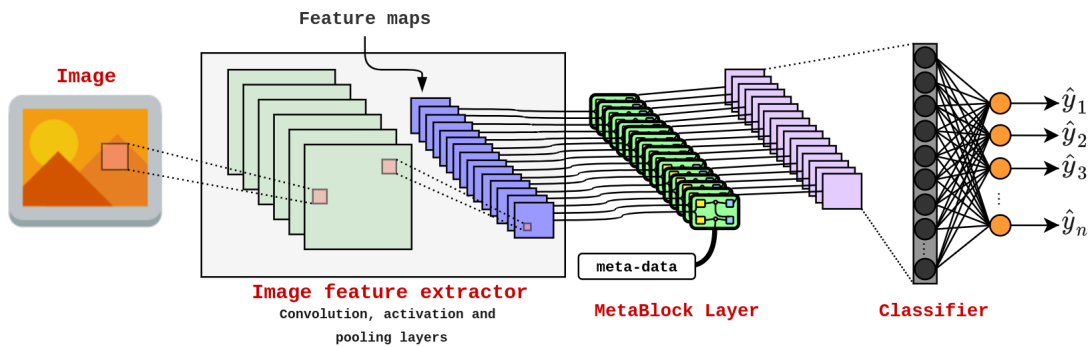 Feature maps
Image
ŷ1
ŷ2
ŷ3
ŷn
meta-data
Image feature extractor
Convolution, activation and
pooling layers
MetaBlock Layer
Classifier